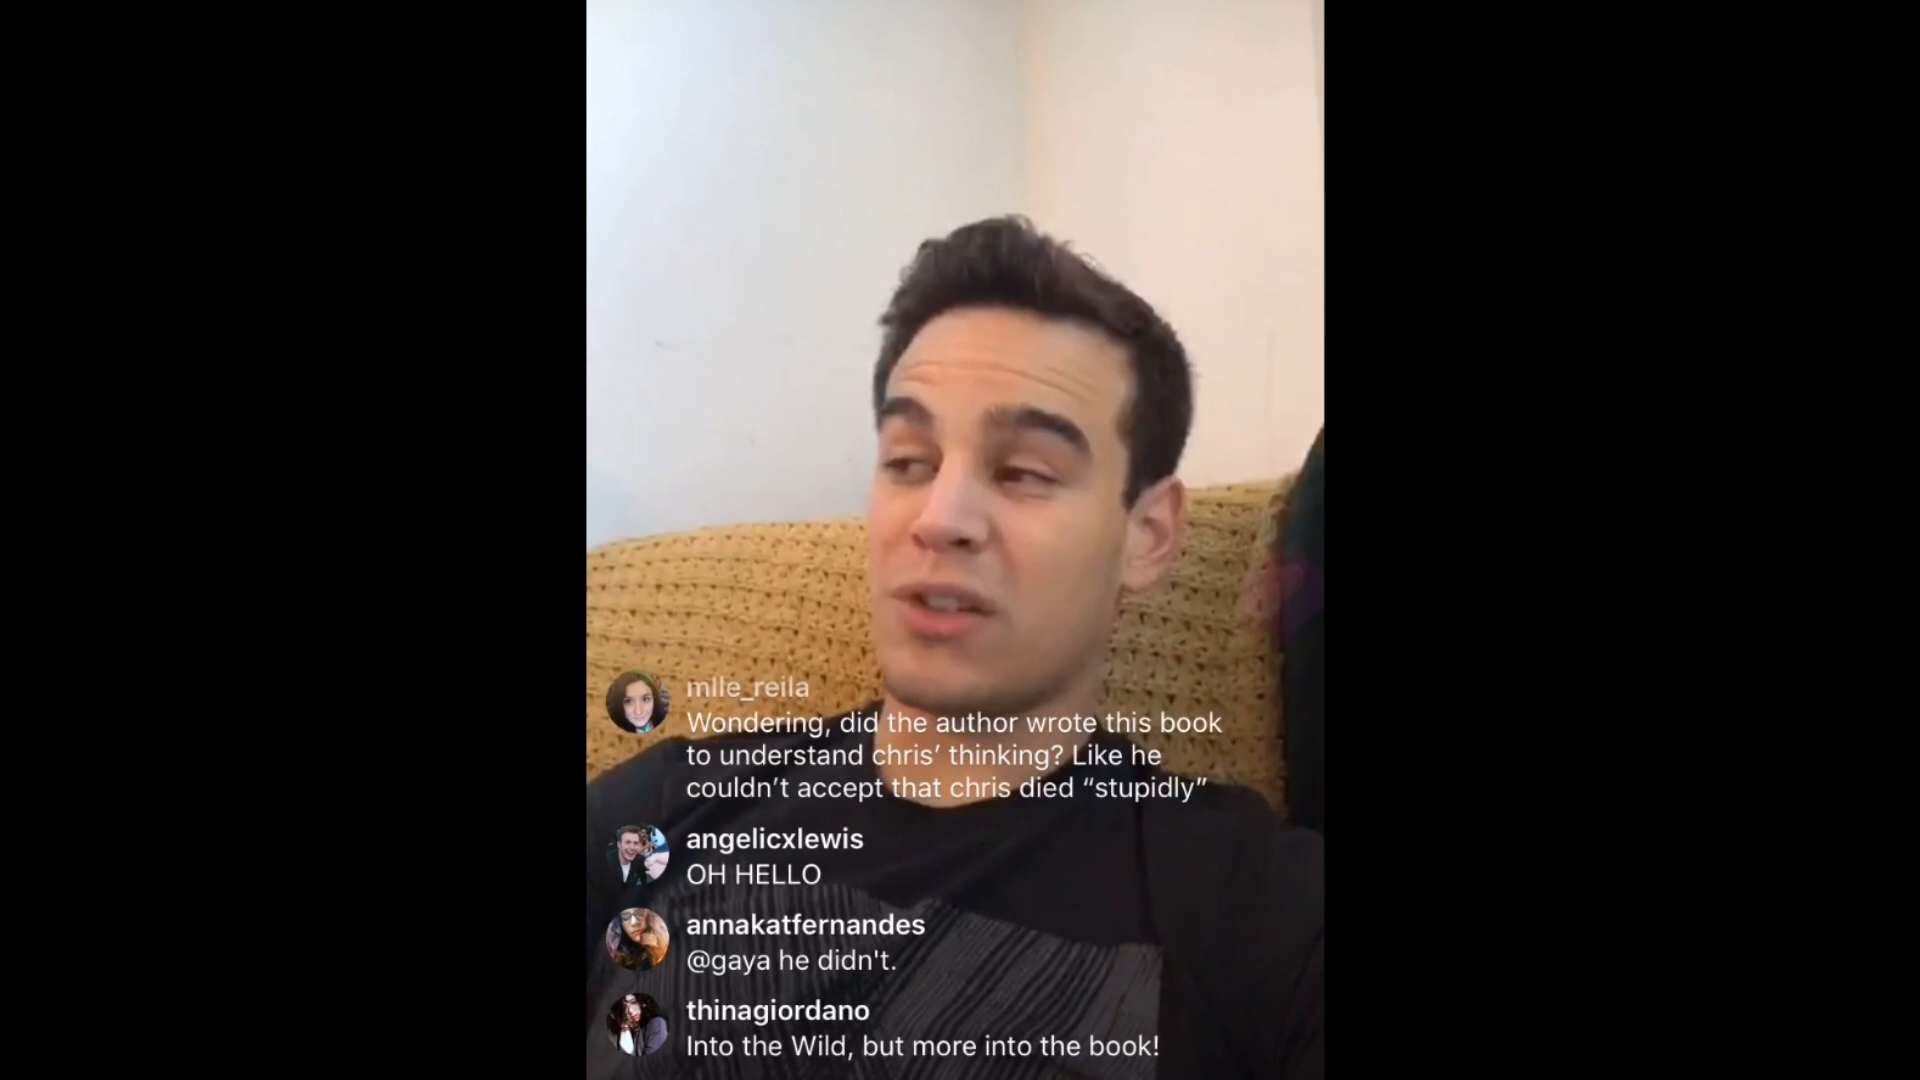 mlle_reila
Wondering, did the author wrote this book
to understand chris’ thinking? Like he
couldn’t accept that chris died “stupidly”
angelicxlewis
OH HELLO
annakatfernandes
@gaya he didn't.
thinagiordano
Into the Wild, but more into the book!